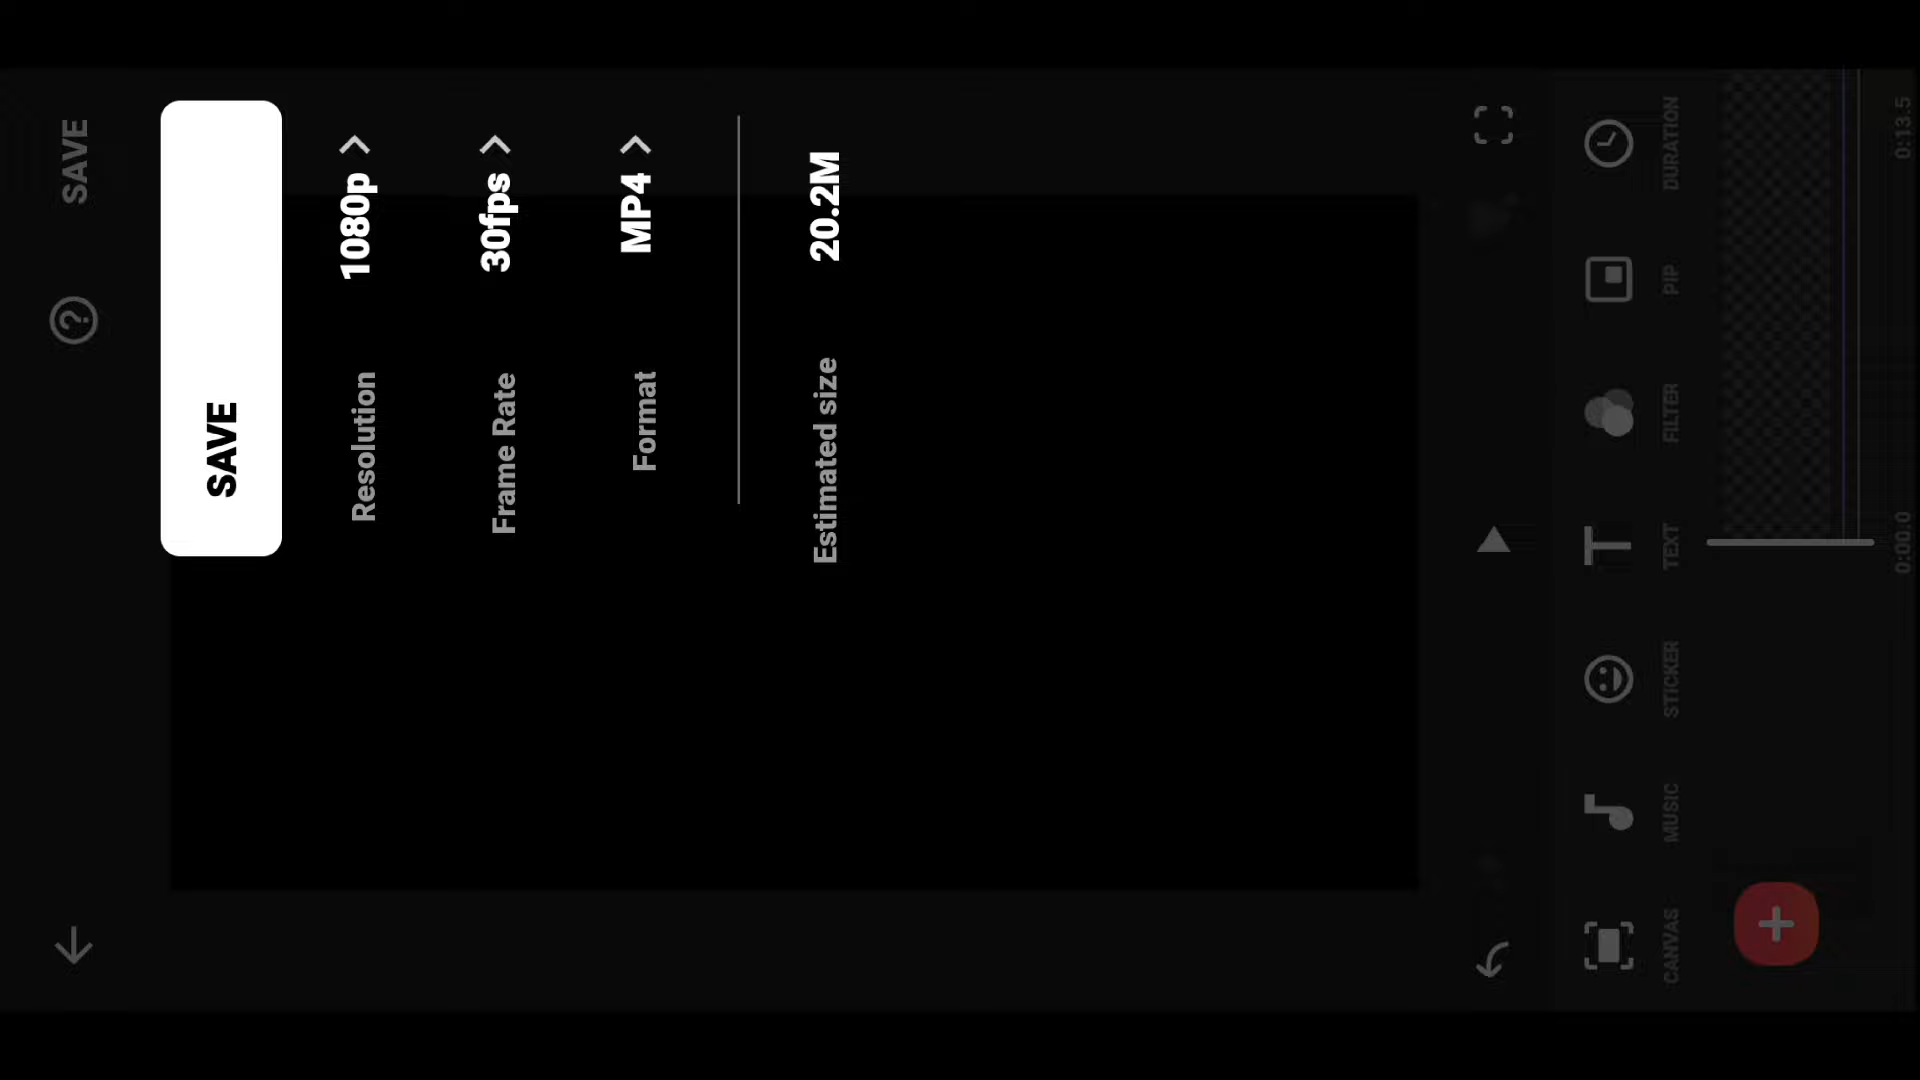 SAVE
SAVE
Resolution 1080p
Frame Rate 30fps
Format MP4
Estimated size 20.2M
CANVAS MUSIC STICKER TEXT FILTER PIP DURATION
0:00.0 0:13.5